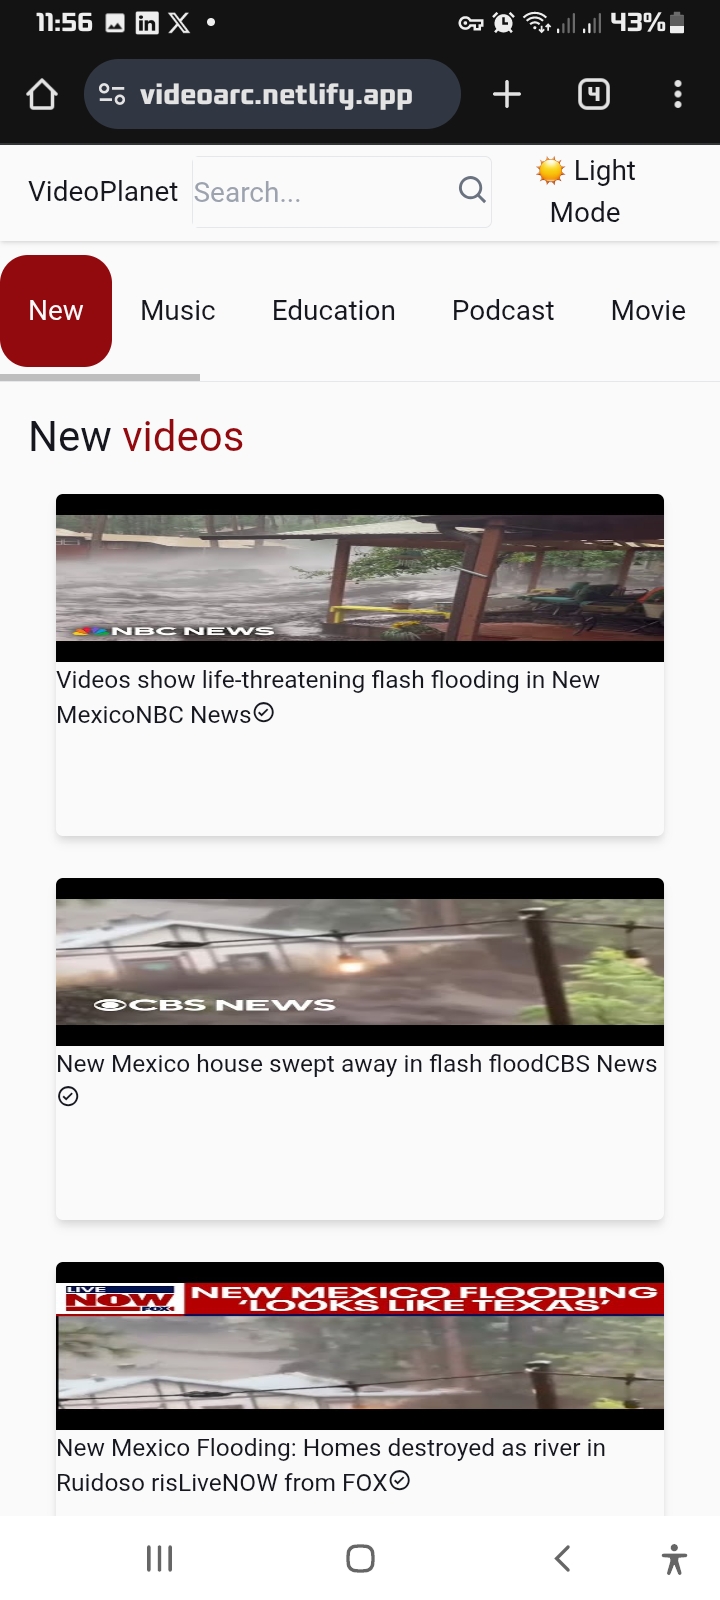 11:56
43%
videoarc.netlify.app
4
VideoPlanet
Search...
Light
Mode
New
Music
Education
Podcast
Movie
New videos
NBC NEWS
Videos show life-threatening flash flooding in New
MexicoNBC News
CBS NEWS
New Mexico house swept away in flash floodCBS News
LIVE
NOW
FOX
NEW MEXICO FLOODING
'LOOKS LIKE TEXAS'
New Mexico Flooding: Homes destroyed as river in
Ruidoso risLiveNOW from FOX